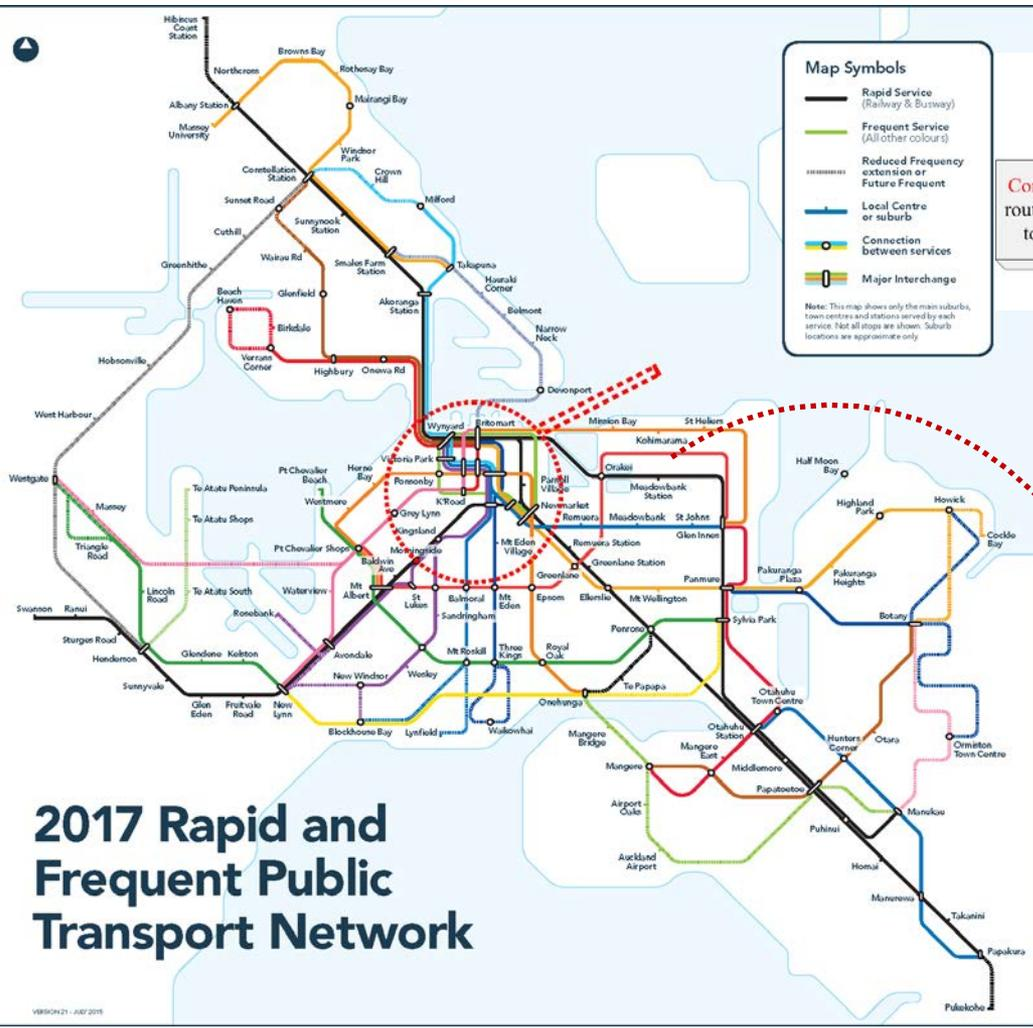 Hibiscus
Coast
Station
Browns Bay
Northcross
Rothesay Bay
Albany Station
Mairangi Bay
Massey
University
Windsor
Park
Constellation
Station
Crown
Hill
Sunset Road
Milford
Sunnynook
Station
Cuthill
Wairau Rd
Smales Farm
Station
Greenhithe
Takapuna
Hauraki
Corner
Beach
Haven
Glenfield
Akoranga
Station
Belmont
Birkdale
Narrow
Neck
Verrans
Corner
Hobsonville
Highbury
Onewa Rd
Devonport
West Harbour
Wynyard
Britomart
Mission Bay
St Heliers
Kohimarama
Victoria Park
Orakei
Half Moon
Bay
Westgate
Pt Chevalier
Beach
Herne
Bay
Ponsonby
Parnell
Village
Meadowbank
Station
Te Atatu Peninsula
Westmere
K'Road
Highland
Park
Howick
Massey
Newmarket
Grey Lynn
Te Atatu Shops
Remuera
Meadowbank
St Johns
Kingsland
Glen Innes
Cockle
Bay
Triangle
Road
Pt Chevalier Shops
Morningside
Mt Eden
Village
Remuera Station
Baldwin
Ave
Greenlane Station
Greenlane
Pakuranga
Plaza
Pakuranga
Heights
Panmure
Lincoln
Road
Te Atatu South
Waterview
Mt
Albert
St
Lukes
Balmoral
Mt
Eden
Epsom
Ellerslie
Mt Wellington
Swanson
Ranui
Rosebank
Sandringham
Botany
Sturges Road
Penrose
Sylvia Park
Henderson
Glendene
Kelston
Avondale
Mt Roskill
Three
Kings
Royal
Oak
Sunnyvale
New Windsor
Wesley
Te Papapa
Glen
Eden
Fruitvale
Road
New
Lynn
Onehunga
Otahuhu
Town Centre
Blockhouse Bay
Lynfield
Waikowhai
Otahuhu
Station
Mangere
Bridge
Hunters
Corner
Otara
Ormiston
Town Centre
Mangere
East
Mangere
Middlemore
Papatoetoe
Airport
Oaks
Manukau
Puhinui
Auckland
Airport
Homai
Manurewa
Takanini
Papakura
Pukekohe
Map Symbols
Rapid Service
(Railway & Busway)
Frequent Service
(All other colours)
Reduced Frequency
extension or
Future Frequent
Local Centre
or suburb
Connection
between services
Major Interchange
Note: This map shows only the main suburbs,
town centres and stations served by each
service. Not all stops are shown. Suburb
locations are approximate only.
2017 Rapid and
Frequent Public
Transport Network
VERSION 21 - JULY 2015